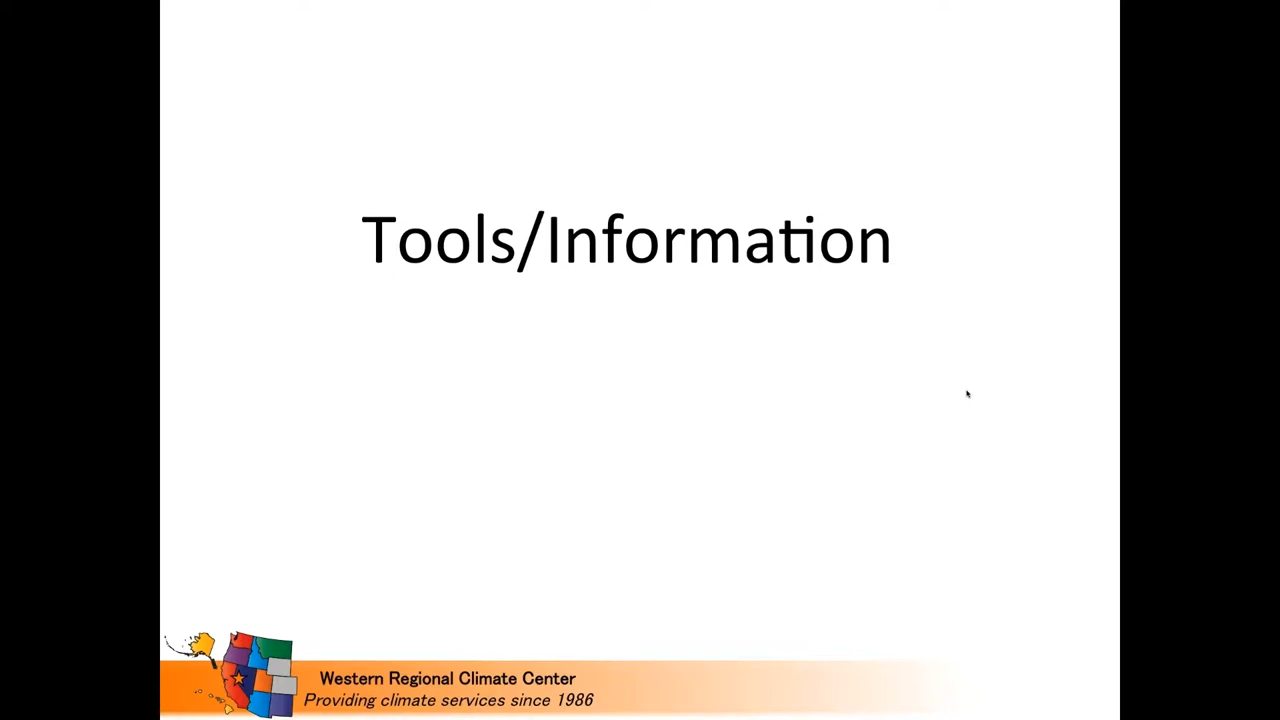 Tools/Information
Western Regional Climate Center
Providing climate services since 1986